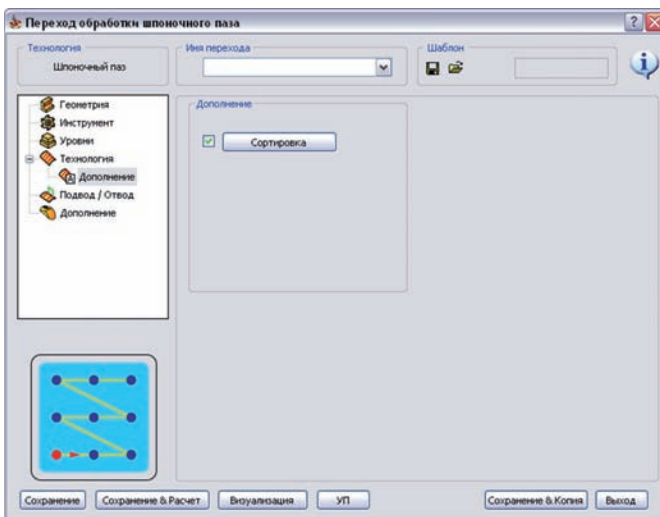 Переход обработки шпоночного паза
Технология
Шпоночный паз
Имя перехода
Шаблон
Геометрия
Инструмент
Уровни
Технология
Дополнение
Подвод / Отвод
Дополнение
Дополнение
Сортировка
Сохранение
Сохранение & Расчет
Визуализация
УП
Сохранение & Копия
Выход